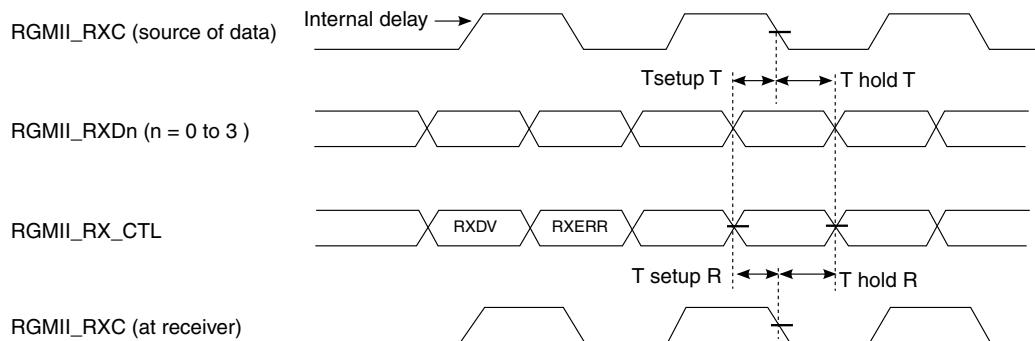 Internal delay
RGMII_RXC (source of data)
Tsetup T
T hold T
RGMII_RXDn (n = 0 to 3 )
RGMII_RX_CTL
RXDV
RXERR
T setup R
T hold R
RGMII_RXC (at receiver)